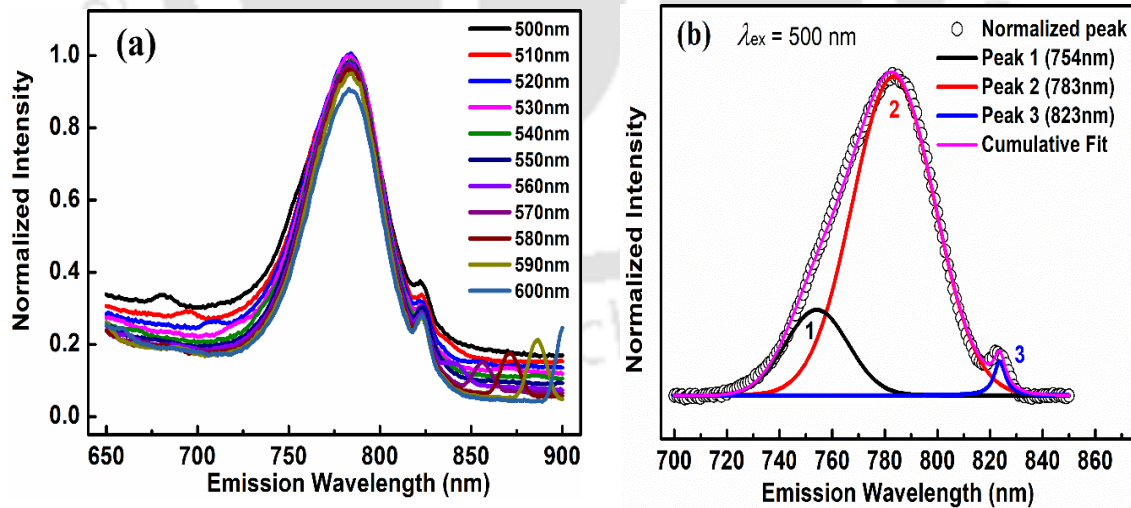 (a)
500nm
510nm
520nm
530nm
540nm
550nm
560nm
570nm
580nm
590nm
600nm
1.0
0.8
0.6
0.4
0.2
0.0
Normalized Intensity
650 700 750 800 850 900
Emission Wavelength (nm)
(b) λex = 500 nm
Normalized peak
Peak 1 (754nm)
Peak 2 (783nm)
Peak 3 (823nm)
Cumulative Fit
2
1
3
Normalized Intensity
700 720 740 760 780 800 820 840 860
Emission Wavelength (nm)